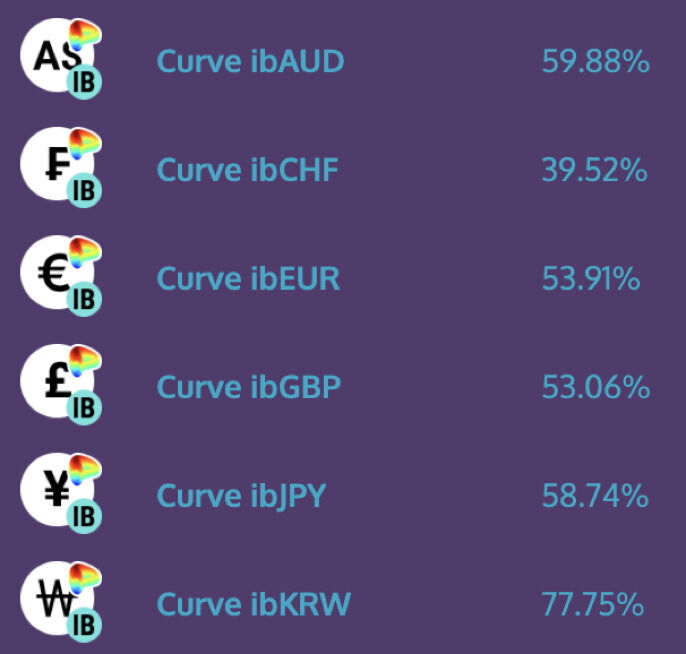 A$ IB Curve ibAUD 59.88%
₣ IB Curve ibCHF 39.52%
€ IB Curve ibEUR 53.91%
£ IB Curve ibGBP 53.06%
¥ IB Curve ibJPY 58.74%
₩ IB Curve ibKRW 77.75%